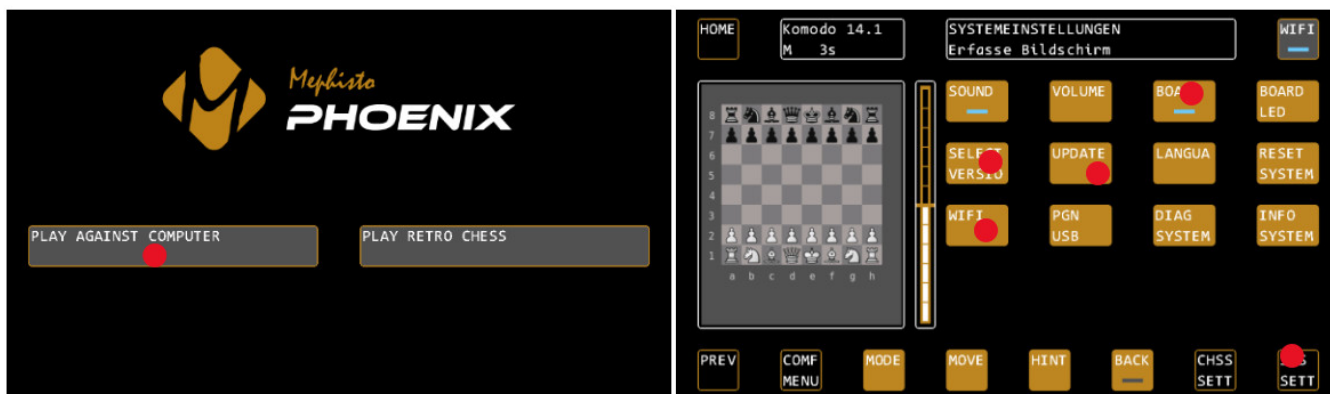 Mephisto
PHOENIX
PLAY AGAINST COMPUTER
PLAY RETRO CHESS
HOME
Komodo 14.1
M 3s
SYSTEMEINSTELLUNGEN
Erfasse Bildschirm
WIFI
SOUND
VOLUME
BOARD
LED
UPDATE
LANGUA
RESET
SYSTEM
WIFI
PGN
USB
DIAG
SYSTEM
INFO
SYSTEM
8
7
6
5
4
3
2
1
a b c d e f g h
PREV
COMF
MENU
MODE
MOVE
HINT
BACK
CHSS
SETT
SETT